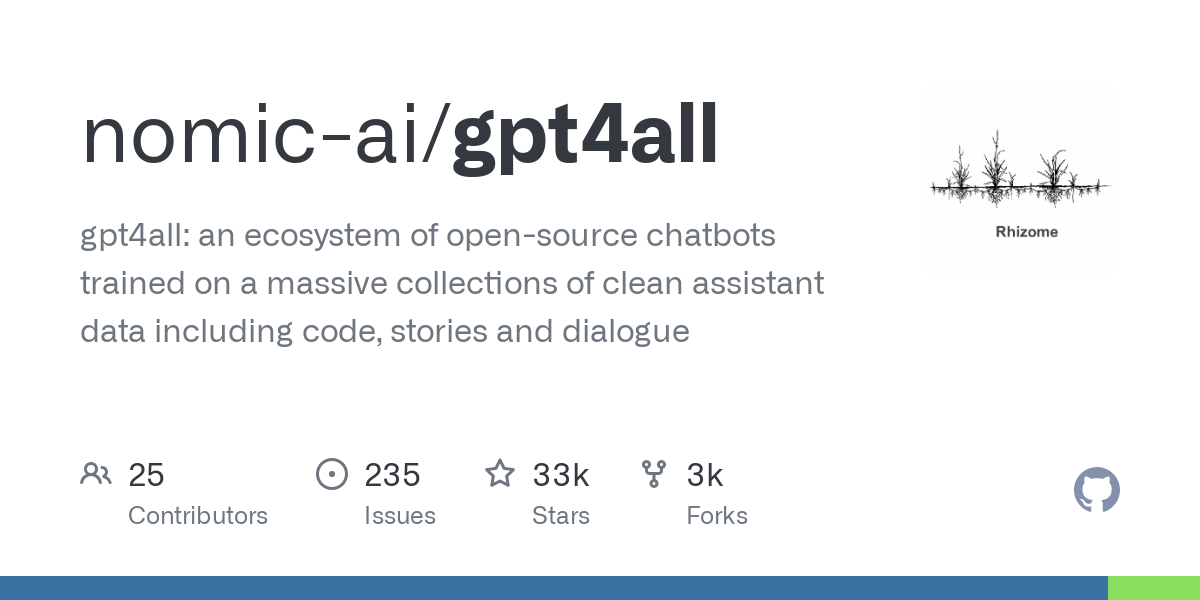 nomic-ai/gpt4all
Rhizome
gpt4all: an ecosystem of open-source chatbots
trained on a massive collections of clean assistant
data including code, stories and dialogue
25
Contributors
235
Issues
33k
Stars
3k
Forks